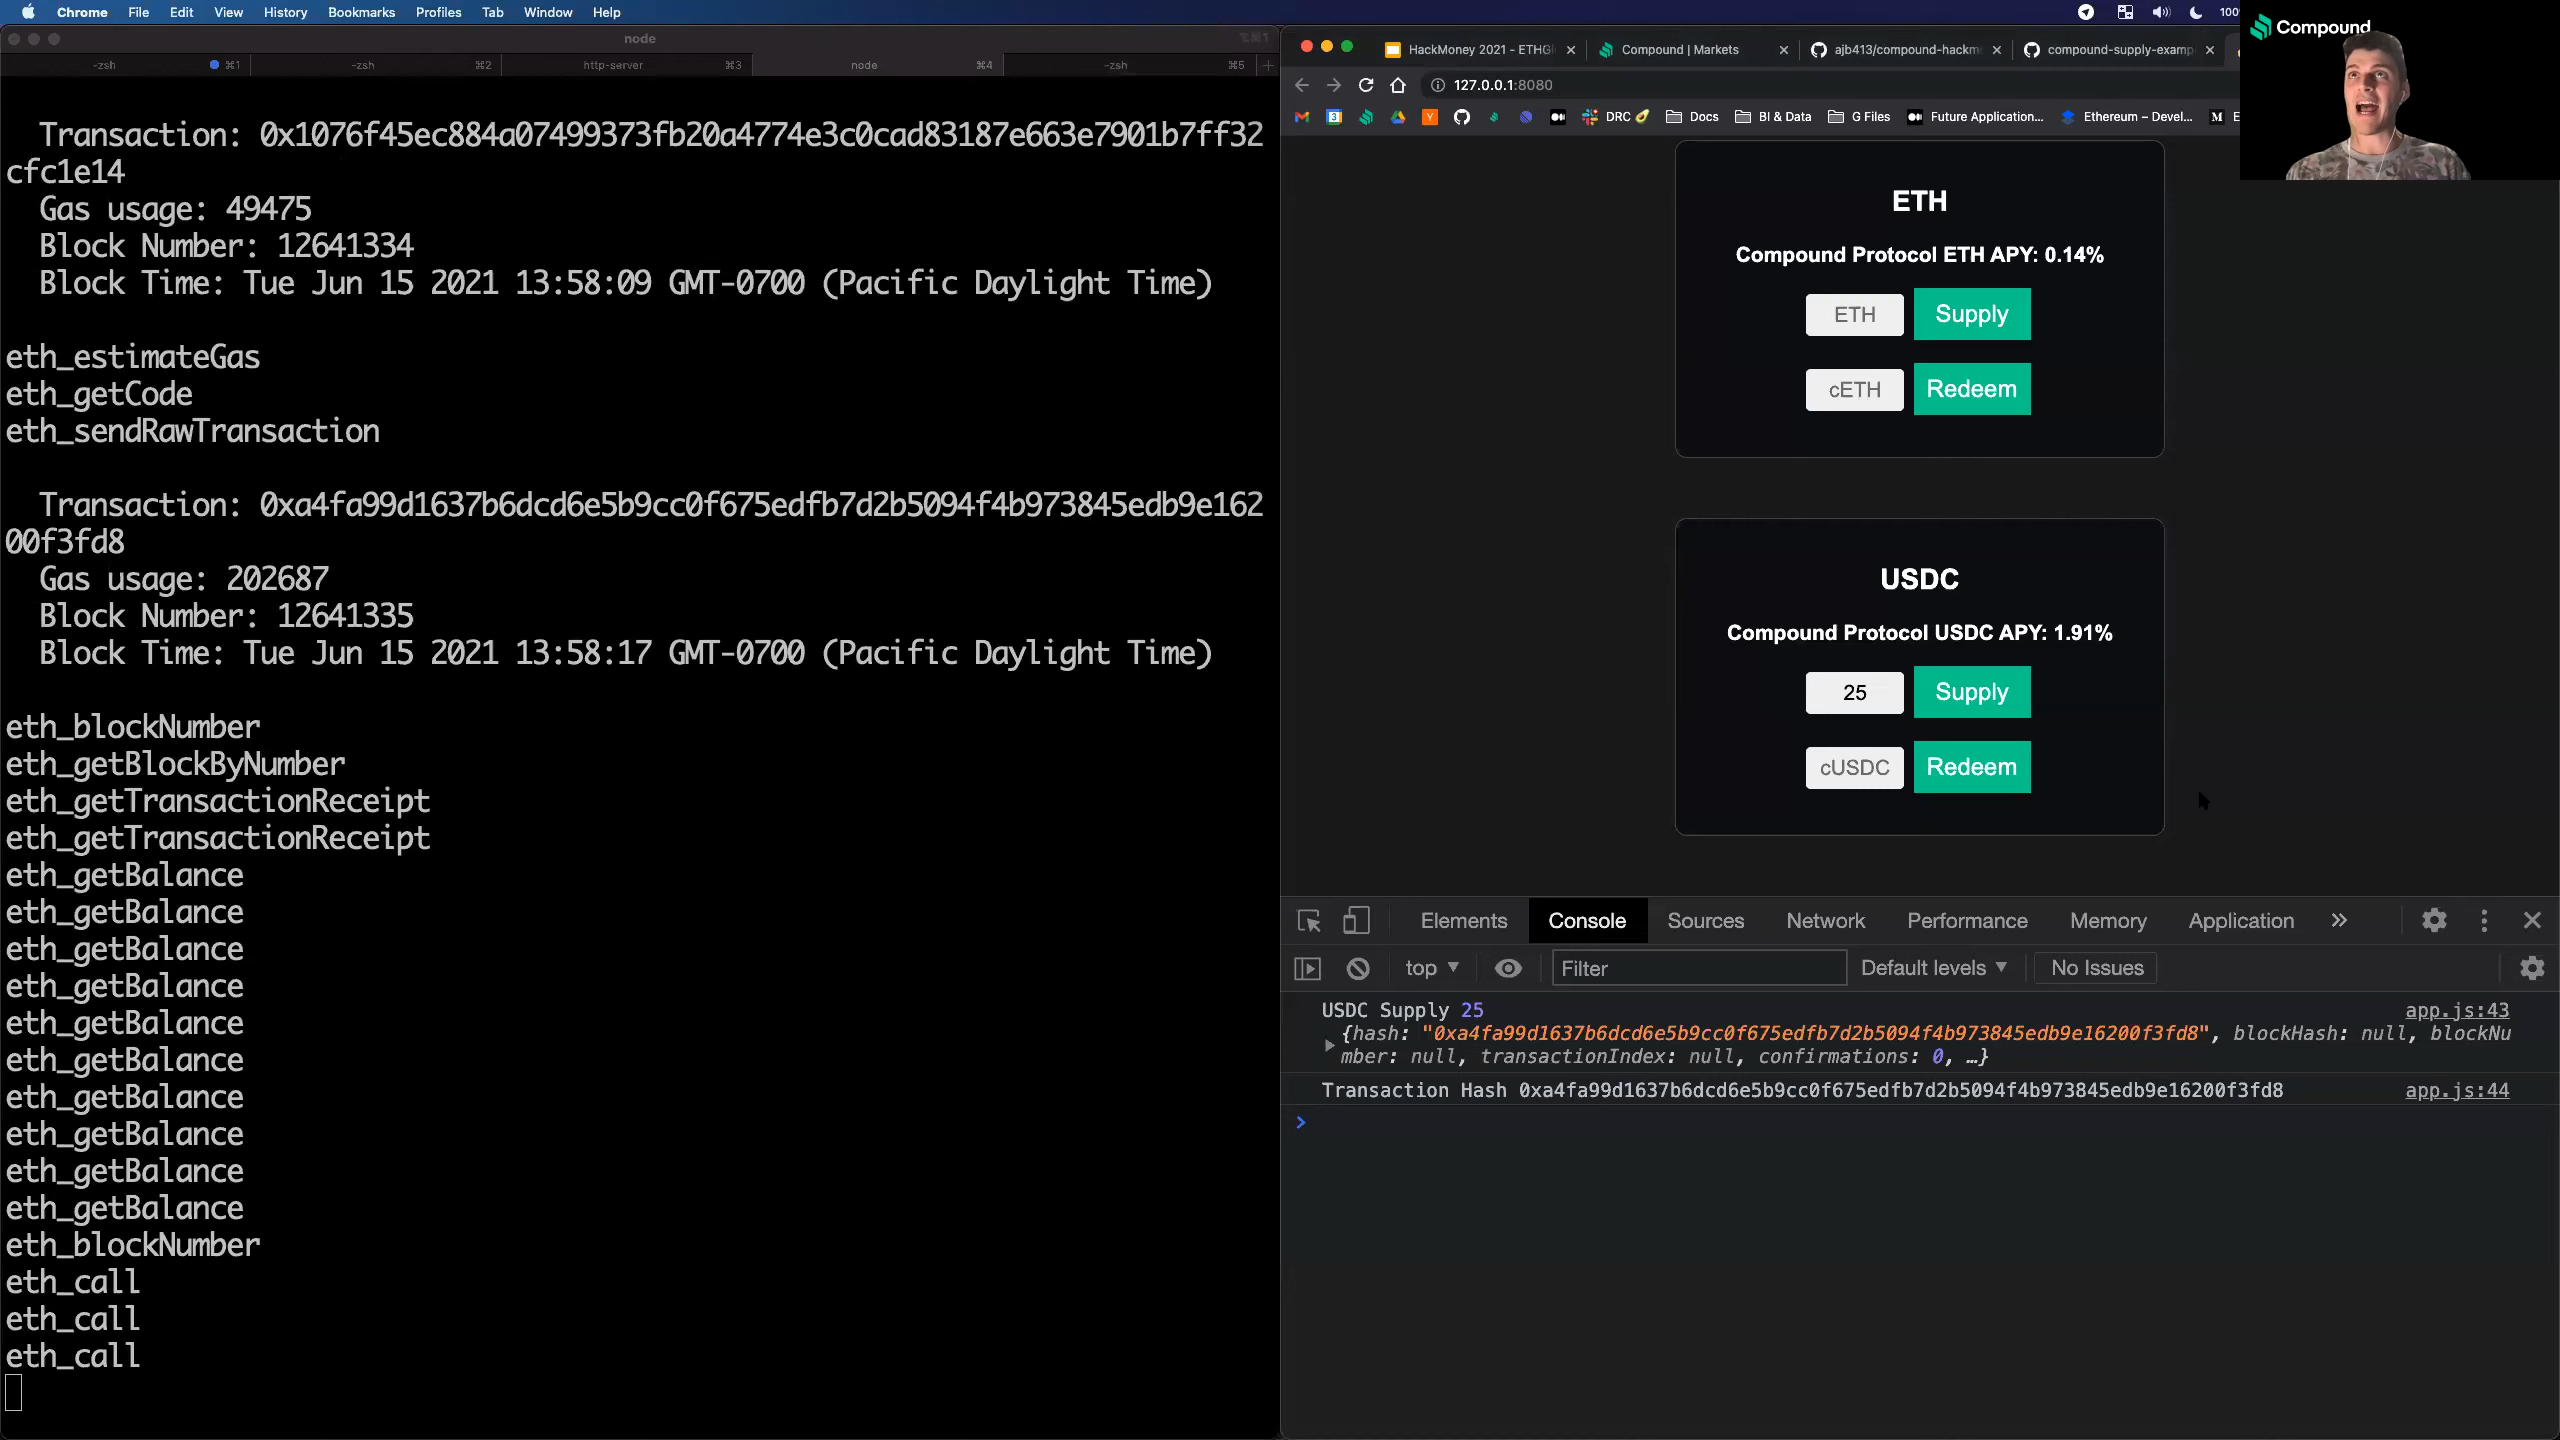 Chrome File Edit View History Bookmarks Profiles Tab Window Help
node
-zsh ⌘1 -zsh ⌘2 http-server ⌘3 node ⌘4 -zsh ⌘5
Transaction: 0x1076f45ec884a07499373fb20a4774e3c0cad83187e663e7901b7ff32
cfc1e14
Gas usage: 49475
Block Number: 12641334
Block Time: Tue Jun 15 2021 13:58:09 GMT-0700 (Pacific Daylight Time)
eth_estimateGas
eth_getCode
eth_sendRawTransaction
Transaction: 0xa4fa99d1637b6dcd6e5b9cc0f675edfb7d2b5094f4b973845edb9e162
00f3fd8
Gas usage: 202687
Block Number: 12641335
Block Time: Tue Jun 15 2021 13:58:17 GMT-0700 (Pacific Daylight Time)
eth_blockNumber
eth_getBlockByNumber
eth_getTransactionReceipt
eth_getTransactionReceipt
eth_getBalance
eth_getBalance
eth_getBalance
eth_getBalance
eth_getBalance
eth_getBalance
eth_getBalance
eth_getBalance
eth_getBalance
eth_getBalance
eth_blockNumber
eth_call
eth_call
eth_call
Compound
HackMoney 2021 - ETHGl Compound | Markets ajb413/compound-hackm compound-supply-examp
127.0.0.1:8080
DRC Docs BI & Data G Files Future Application... Ethereum – Devel...
ETH
Compound Protocol ETH APY: 0.14%
ETH Supply
cETH Redeem
USDC
Compound Protocol USDC APY: 1.91%
25 Supply
cUSDC Redeem
Elements Console Sources Network Performance Memory Application »
top Filter Default levels No Issues
USDC Supply 25 app.js:43
{hash: "0xa4fa99d1637b6dcd6e5b9cc0f675edfb7d2b5094f4b973845edb9e16200f3fd8", blockHash: null, blockNu
mber: null, transactionIndex: null, confirmations: 0, …}
Transaction Hash 0xa4fa99d1637b6dcd6e5b9cc0f675edfb7d2b5094f4b973845edb9e16200f3fd8 app.js:44
>